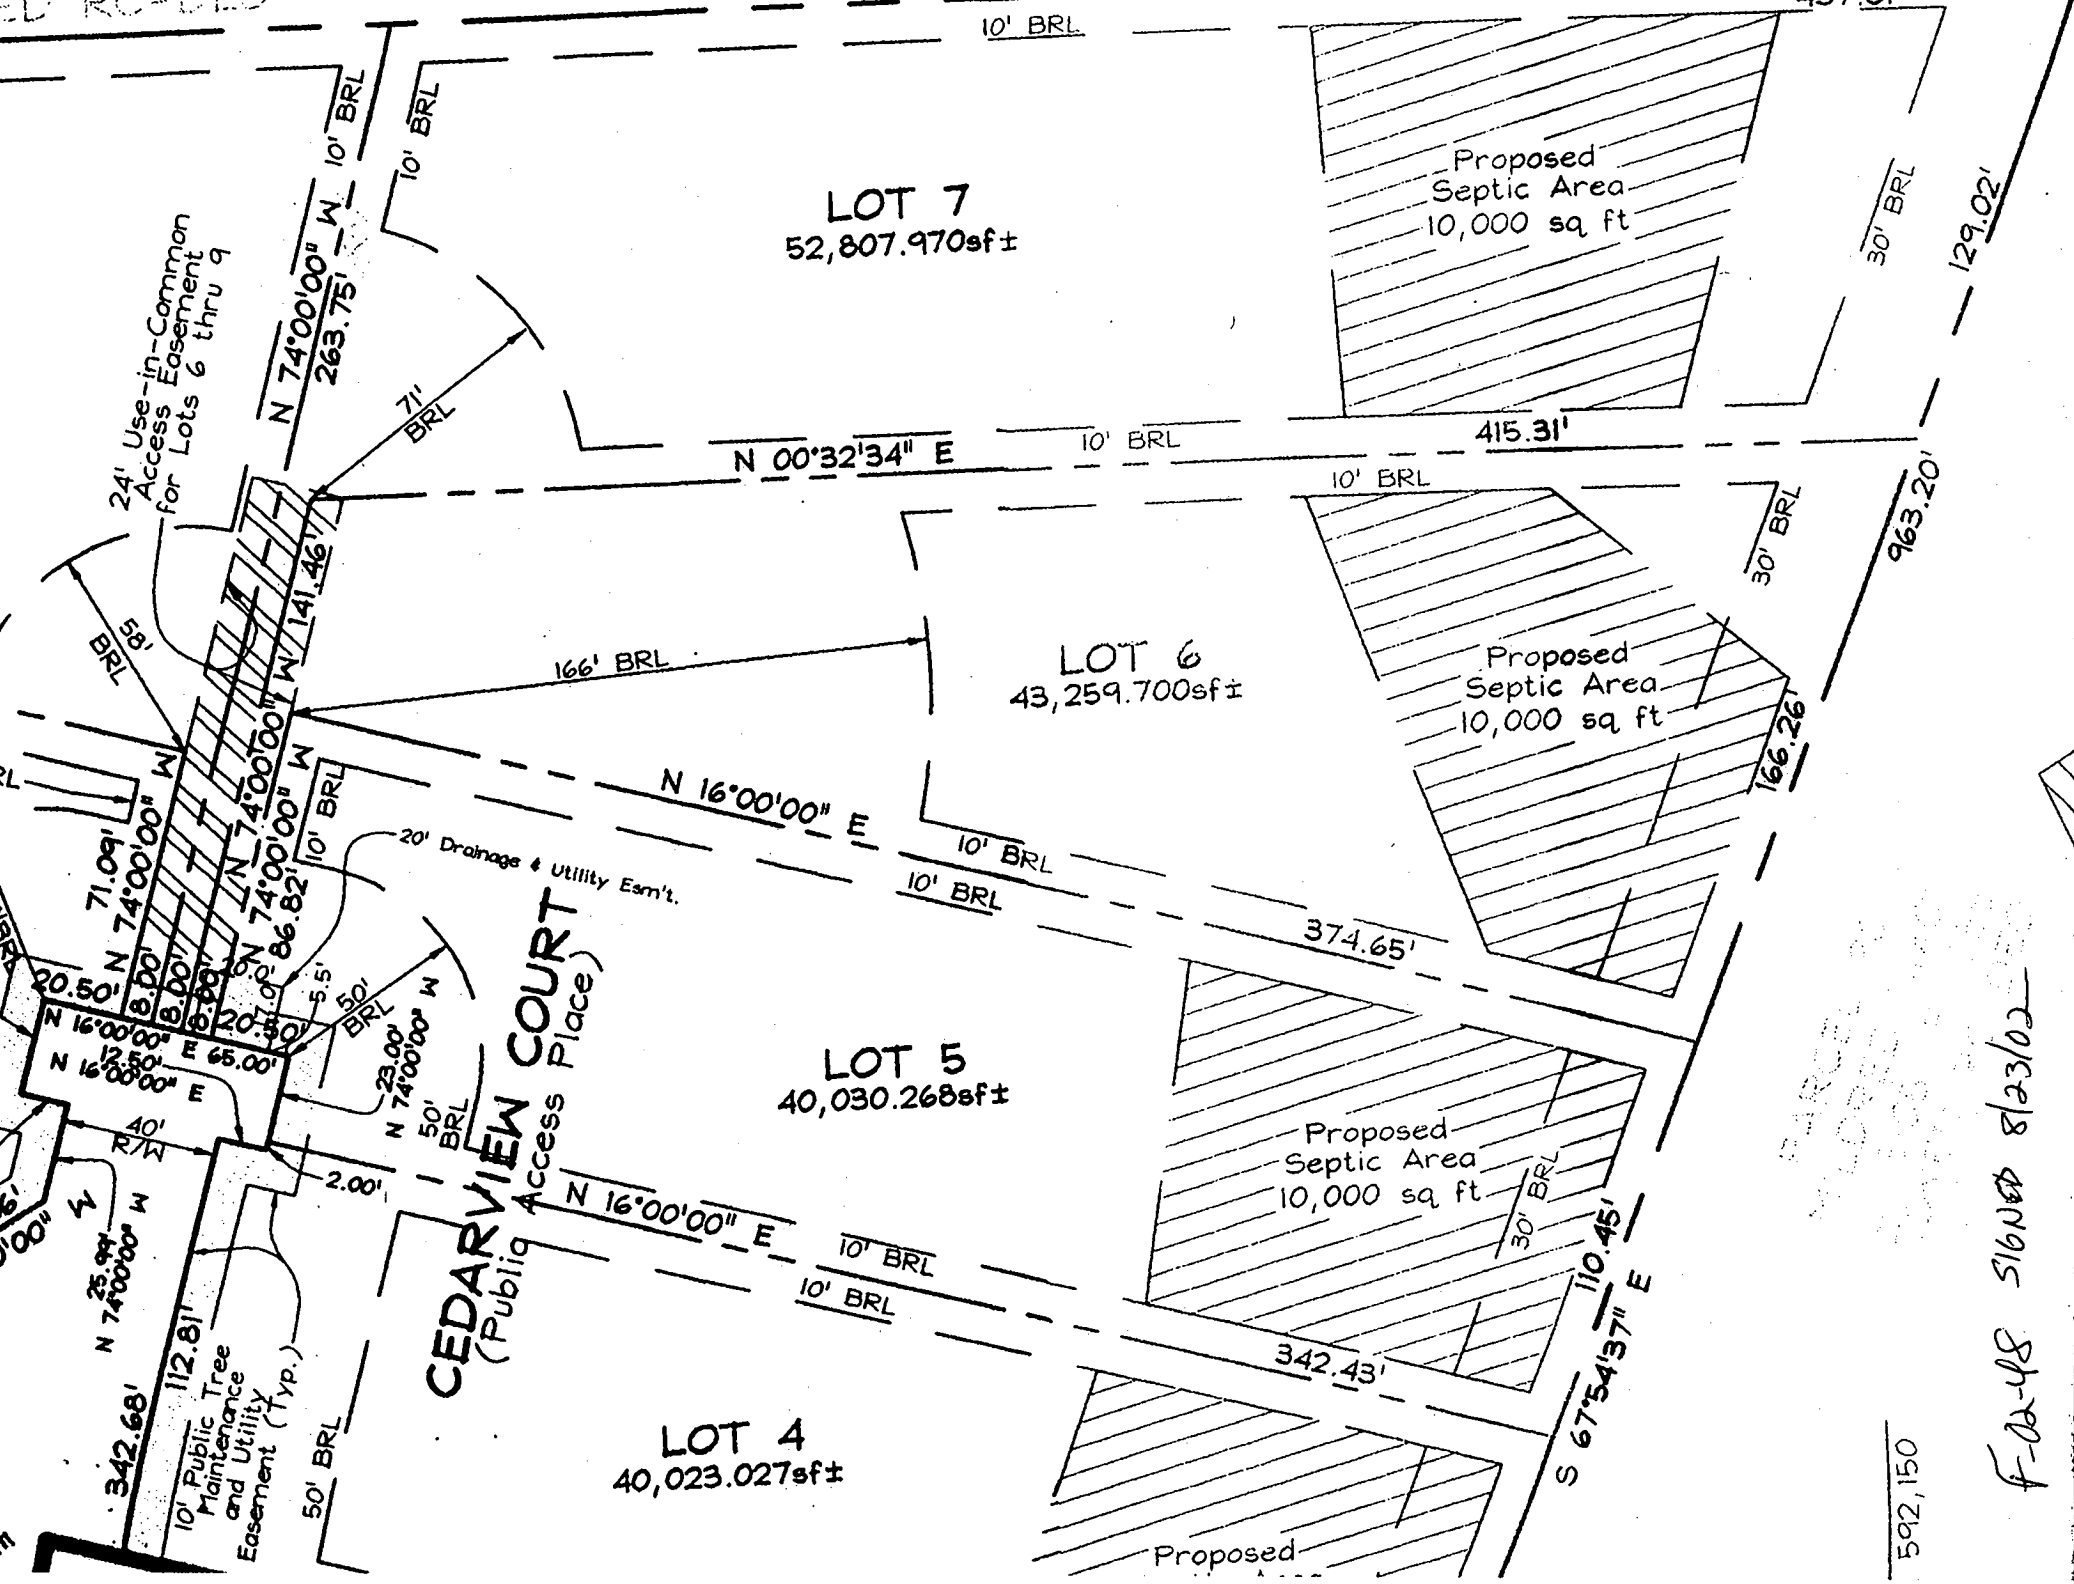 10' BRL
10' BRL
10' BRL
LOT 7
52,807.970sf±
Proposed
Septic Area
10,000 sq ft
30' BRL
129.02'
24' Use-in-Common
Access Easement
for Lots 6 thru 9
N 74°00'00" W
263.75'
71'
BRL
N 00°32'34" E
10' BRL
415.31'
10' BRL
30' BRL
963.20'
58'
BRL
141.46'
N 74°00'00" W
166' BRL
LOT 6
43,259.700sf±
Proposed
Septic Area
10,000 sq ft
166.26'
N 16°00'00" E
10' BRL
10' BRL
374.65'
71.09'
N 74°00'00" W
N 74°00'00" W
86.82'
10' BRL
20' Drainage & Utility Esm't.
20.50'
8.00'
8.00'
8.00'
20.50'
7.0'
5.5'
50'
BRL
N 16°00'00" E 65.00'
12.50'
N 16°00'00" E
23.00'
N 74°00'00" W
50'
BRL
CEDARVIEW COURT
(Public Access Place)
LOT 5
40,030.268sf±
Proposed
Septic Area
10,000 sq ft
30' BRL
110.45'
S 67°54'37" E
40'
R/W
2.00'
N 16°00'00" E
10' BRL
10' BRL
342.43'
25.99'
N 74°00'00" W
112.81'
342.68'
10' Public Tree
Maintenance
and Utility
Easement (Typ.)
50' BRL
LOT 4
40,023.027sf±
Proposed
592,150
F-02-48 SIGNED 8/23/02